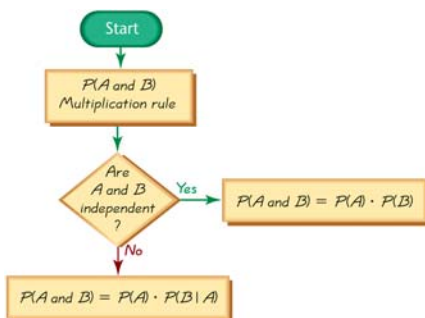 Start
P(A and B)
Multiplication rule
Are
A and B
independent
?
Yes
P(A and B) = P(A) · P(B)
No
P(A and B) = P(A) · P(B | A)